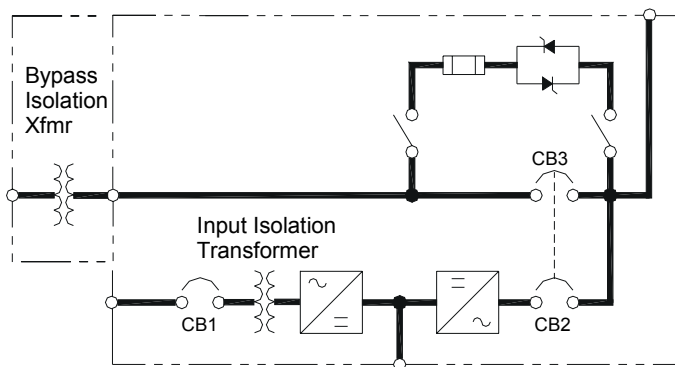 Bypass
Isolation
Xfmr
CB3
Input Isolation
Transformer
CB1
CB2